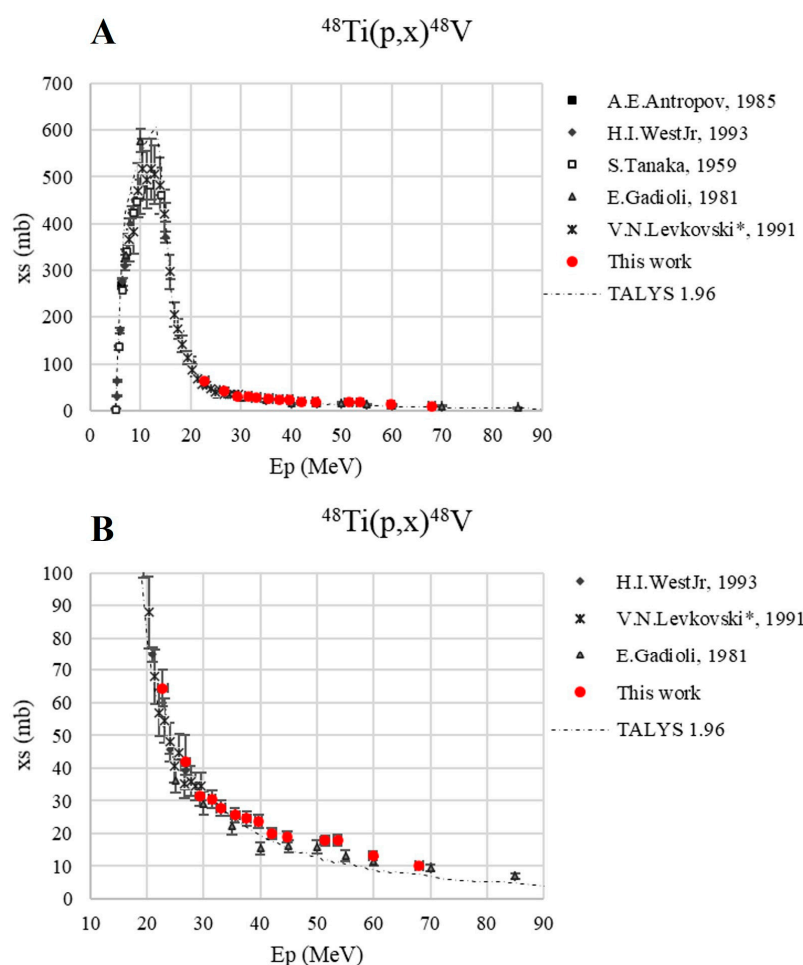 A
⁴⁸Ti(p,x)⁴⁸V
700
600
500
400
300
200
100
0
xs (mb)
0 10 20 30 40 50 60 70 80 90
Ep (MeV)
A.E.Antropov, 1985
H.I.WestJr, 1993
S.Tanaka, 1959
E.Gadioli, 1981
V.N.Levkovski*, 1991
This work
TALYS 1.96
B
⁴⁸Ti(p,x)⁴⁸V
100
90
80
70
60
50
40
30
20
10
0
xs (mb)
10 20 30 40 50 60 70 80 90
Ep (MeV)
H.I.WestJr, 1993
V.N.Levkovski*, 1991
E.Gadioli, 1981
This work
TALYS 1.96